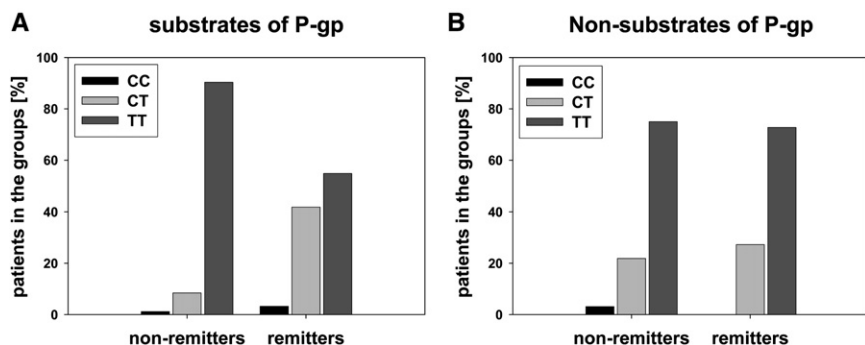 A
substrates of P-gp
patients in the groups [%]
100
80
60
40
20
0
CC
CT
TT
non-remitters remitters
B
Non-substrates of P-gp
patients in the groups [%]
100
80
60
40
20
0
CC
CT
TT
non-remitters remitters